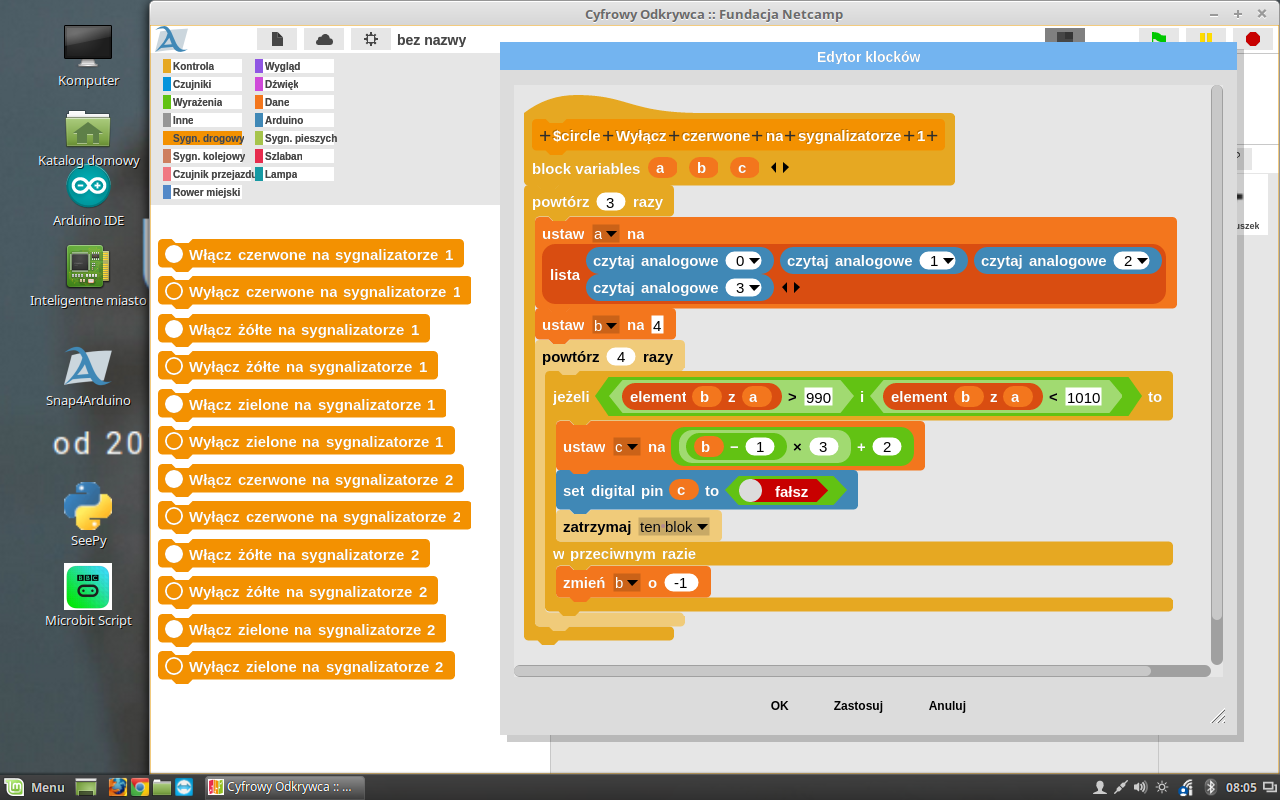 Cyfrowy Odkrywca :: Fundacja Netcamp
bez nazwy
Komputer
Katalog domowy
Arduino IDE
Inteligentne miasto
Snap4Arduino
od 20
SeePy
BBC
Microbit Script
Kontrola
Wygląd
Czujniki
Dźwięk
Wyrażenia
Dane
Inne
Arduino
Sygn. drogowy
Sygn. pieszych
Sygn. kolejowy
Szlaban
Czujnik przejazdu
Lampa
Rower miejski
Włącz czerwone na sygnalizatorze 1
Wyłącz czerwone na sygnalizatorze 1
Włącz żółte na sygnalizatorze 1
Wyłącz żółte na sygnalizatorze 1
Włącz zielone na sygnalizatorze 1
Wyłącz zielone na sygnalizatorze 1
Włącz czerwone na sygnalizatorze 2
Wyłącz czerwone na sygnalizatorze 2
Włącz żółte na sygnalizatorze 2
Wyłącz żółte na sygnalizatorze 2
Włącz zielone na sygnalizatorze 2
Wyłącz zielone na sygnalizatorze 2
Edytor klocków
+ $circle + Wyłącz + czerwone + na + sygnalizatorze + 1 +
block variables a b c
powtórz 3 razy
ustaw a na
lista czytaj analogowe 0 czytaj analogowe 1 czytaj analogowe 2
czytaj analogowe 3
ustaw b na 4
powtórz 4 razy
jeżeli element b z a > 990 i element b z a < 1010 to
ustaw c na b − 1 × 3 + 2
set digital pin c to fałsz
zatrzymaj ten blok
w przeciwnym razie
zmień b o -1
OK Zastosuj Anuluj
uszek
Menu
Cyfrowy Odkrywca :: ...
08:05